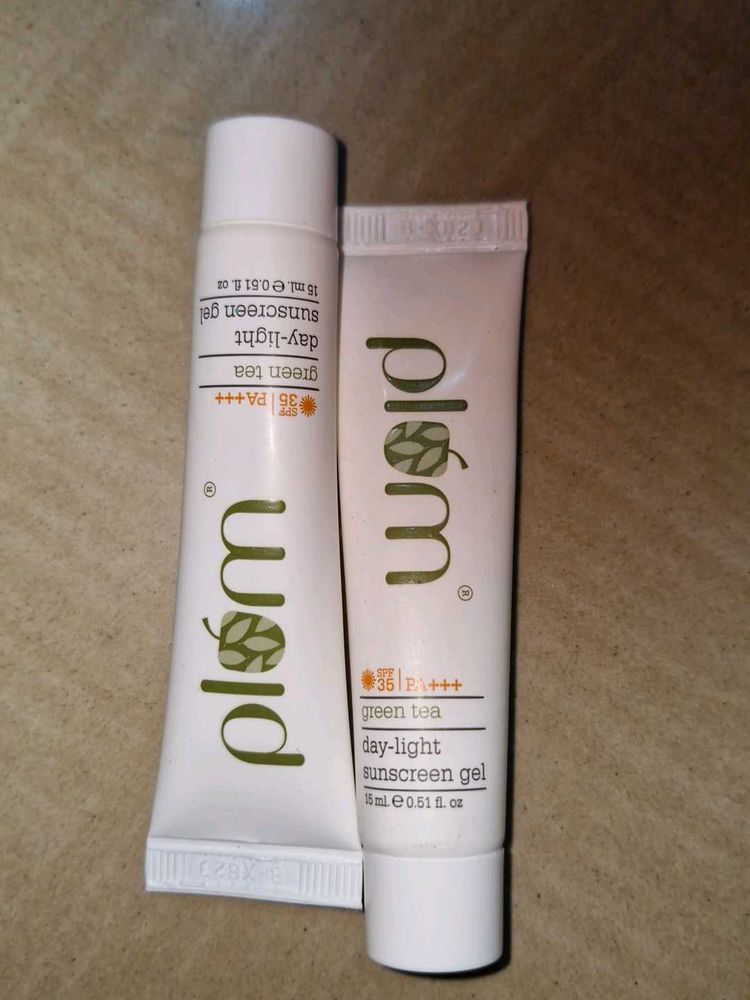 plum
®
SPF
35 | PA+++
green tea
day-light
sunscreen gel
15 ml. ℮ 0.51 fl. oz
plum
®
SPF
35 | PA+++
green tea
day-light
sunscreen gel
15 ml. ℮ 0.51 fl. oz